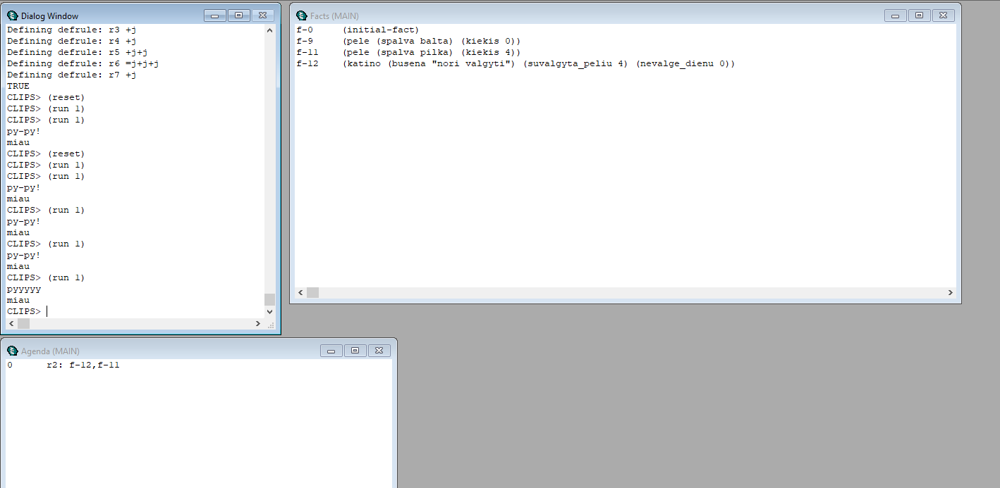 Dialog Window
Defining defrule: r3 +j
Defining defrule: r4 +j
Defining defrule: r5 +j+j
Defining defrule: r6 =j+j+j
Defining defrule: r7 +j
TRUE
CLIPS> (reset)
CLIPS> (run 1)
CLIPS> (run 1)
py-py!
miau
CLIPS> (reset)
CLIPS> (run 1)
CLIPS> (run 1)
py-py!
miau
CLIPS> (run 1)
py-py!
miau
CLIPS> (run 1)
py-py!
miau
CLIPS> (run 1)
pyyyyy
miau
CLIPS>
Facts (MAIN)
f-0 (initial-fact)
f-9 (pele (spalva balta) (kiekis 0))
f-11 (pele (spalva pilka) (kiekis 4))
f-12 (katino (busena "nori valgyti") (suvalgyta_peliu 4) (nevalge_dienu 0))
Agenda (MAIN)
0 r2: f-12,f-11